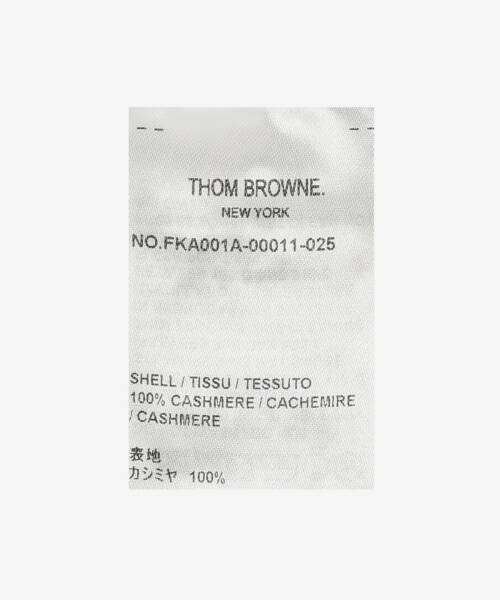 THOM BROWNE.
NEW YORK
NO.FKA001A-00011-025
SHELL / TISSU / TESSUTO
100% CASHMERE / CACHEMIRE
/ CASHMERE
表地
カシミヤ 100%